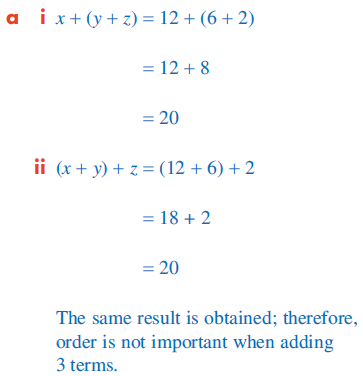 a i x + (y + z) = 12 + (6 + 2)
= 12 + 8
= 20
ii (x + y) + z = (12 + 6) + 2
= 18 + 2
= 20
The same result is obtained; therefore,
order is not important when adding
3 terms.